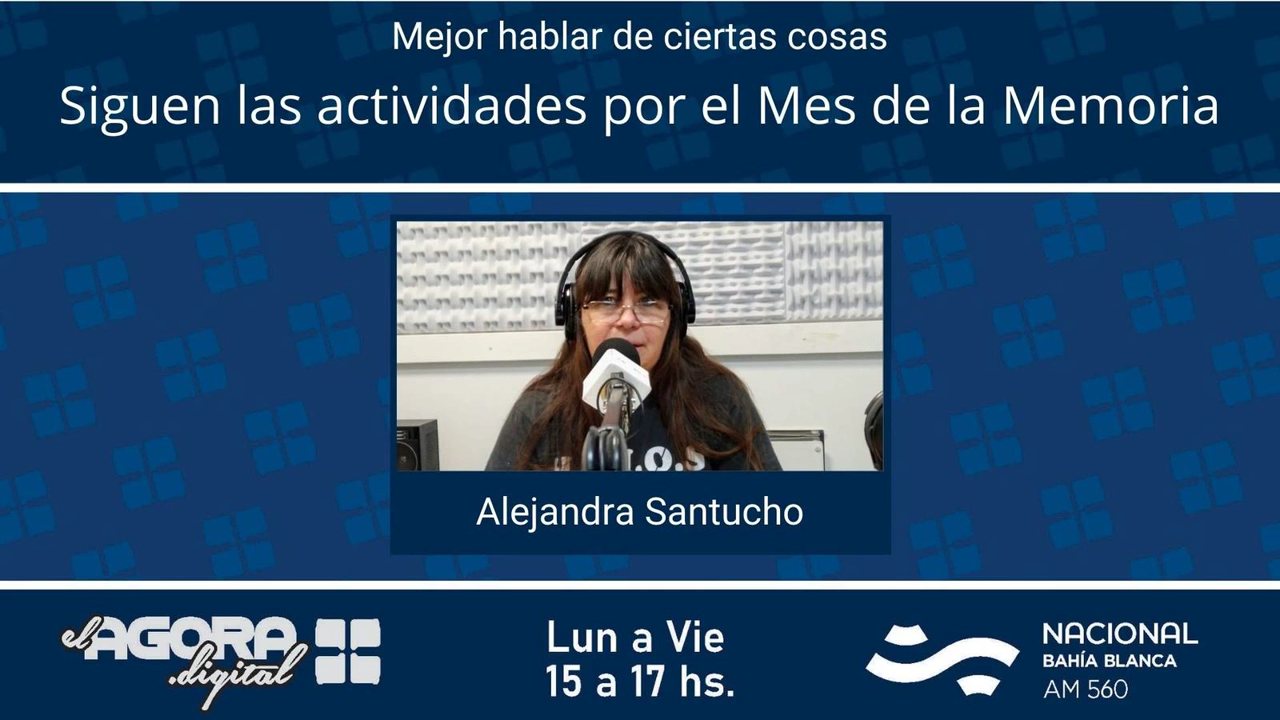 Mejor hablar de ciertas cosas
Siguen las actividades por el Mes de la Memoria
Alejandra Santucho
el AGORA
.digital
Lun a Vie
15 a 17 hs.
NACIONAL
BAHÍA BLANCA
AM 560